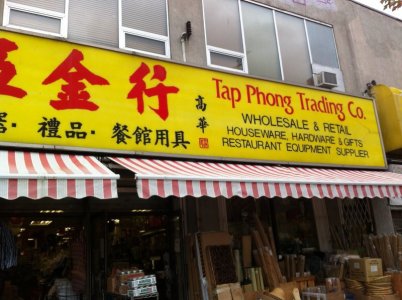 金行
Tap Phong Trading Co.
高華
WHOLESALE & RETAIL
HOUSEWARE, HARDWARE & GIFTS
RESTAURANT EQUIPMENT SUPPLIER
禮品·餐館用具